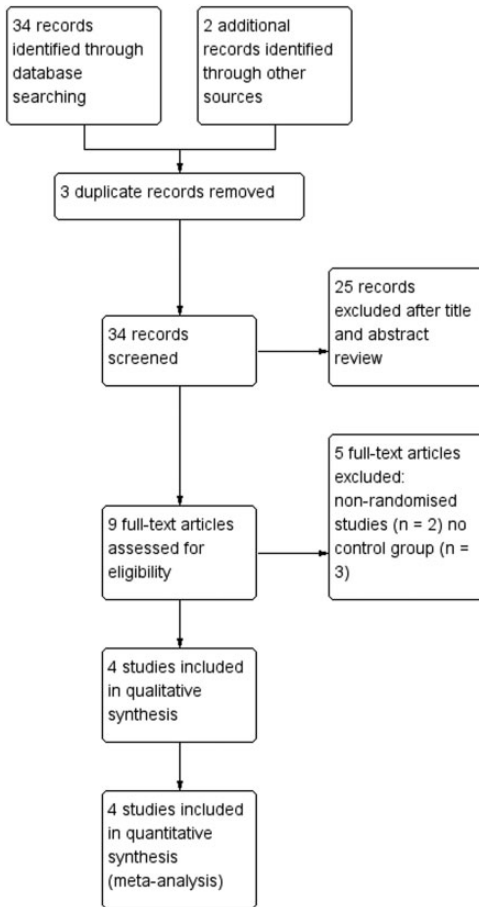 34 records
identified through
database
searching
2 additional
records identified
through other
sources
3 duplicate records removed
34 records
screened
25 records
excluded after title
and abstract
review
9 full-text articles
assessed for
eligibility
5 full-text articles
excluded:
non-randomised
studies (n = 2) no
control group (n =
3)
4 studies included
in qualitative
synthesis
4 studies included
in quantitative
synthesis
(meta-analysis)